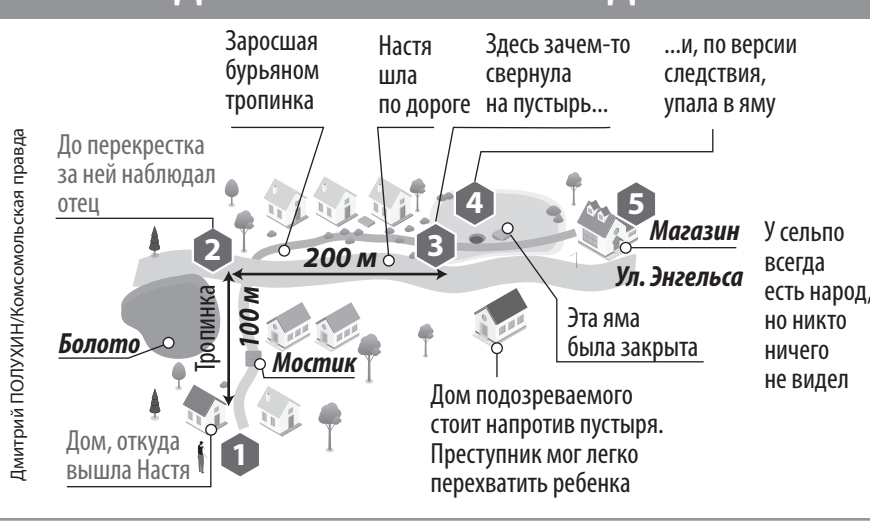 Заросшая
бурьяном
тропинка
Настя
шла
по дороге
Здесь зачем-то
свернула
на пустырь...
...и, по версии
следствия,
упала в яму
До перекрестка
за ней наблюдал
отец
2
3
4
5
200 м
Магазин
Ул. Энгельса
У сельпо
всегда
есть народ,
но никто
ничего
не видел
Болото
Тропинка
100 м
Мостик
Эта яма
была закрыта
Дом подозреваемого
стоит напротив пустыря.
Преступник мог легко
перехватить ребенка
Дом, откуда
вышла Настя
1
Дмитрий ПОЛУХИН/Комсомольская правда